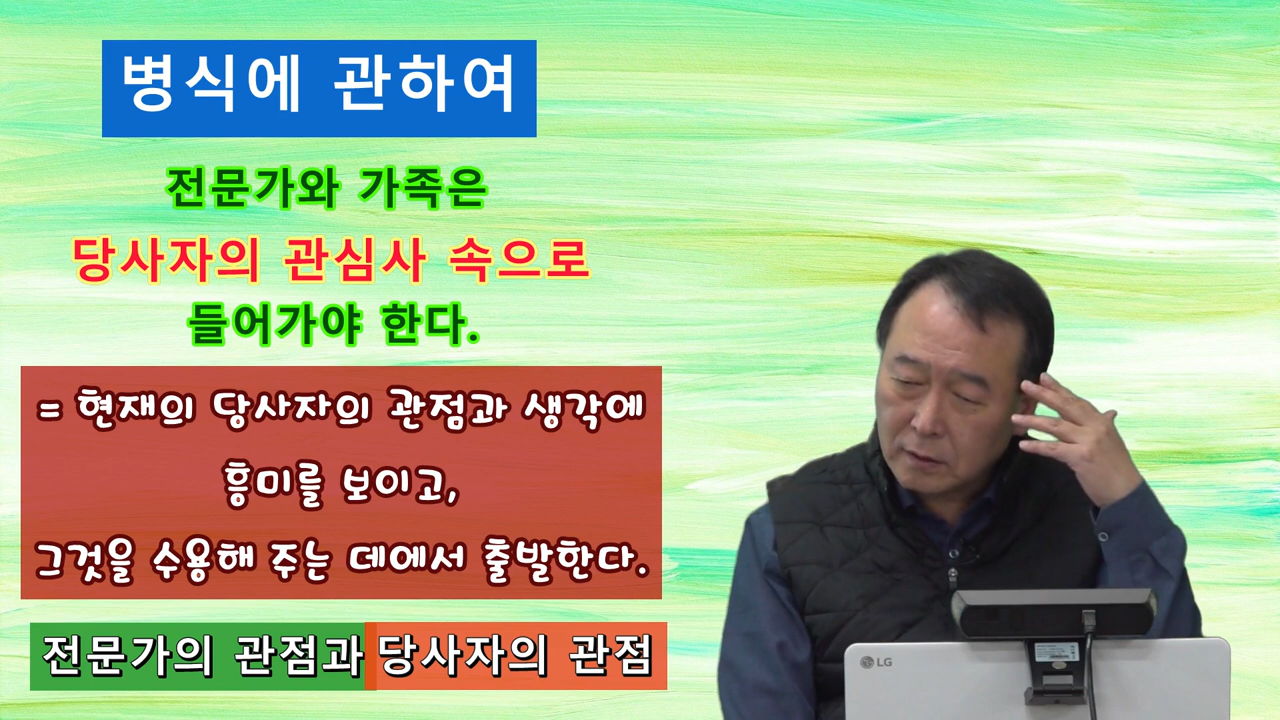 병식에 관하여
전문가와 가족은
당사자의 관심사 속으로
들어가야 한다.
= 현재의 당사자의 관점과 생각에
흥미를 보이고,
그것을 수용해 주는 데에서 출발한다.
전문가의 관점과 당사자의 관점
LG